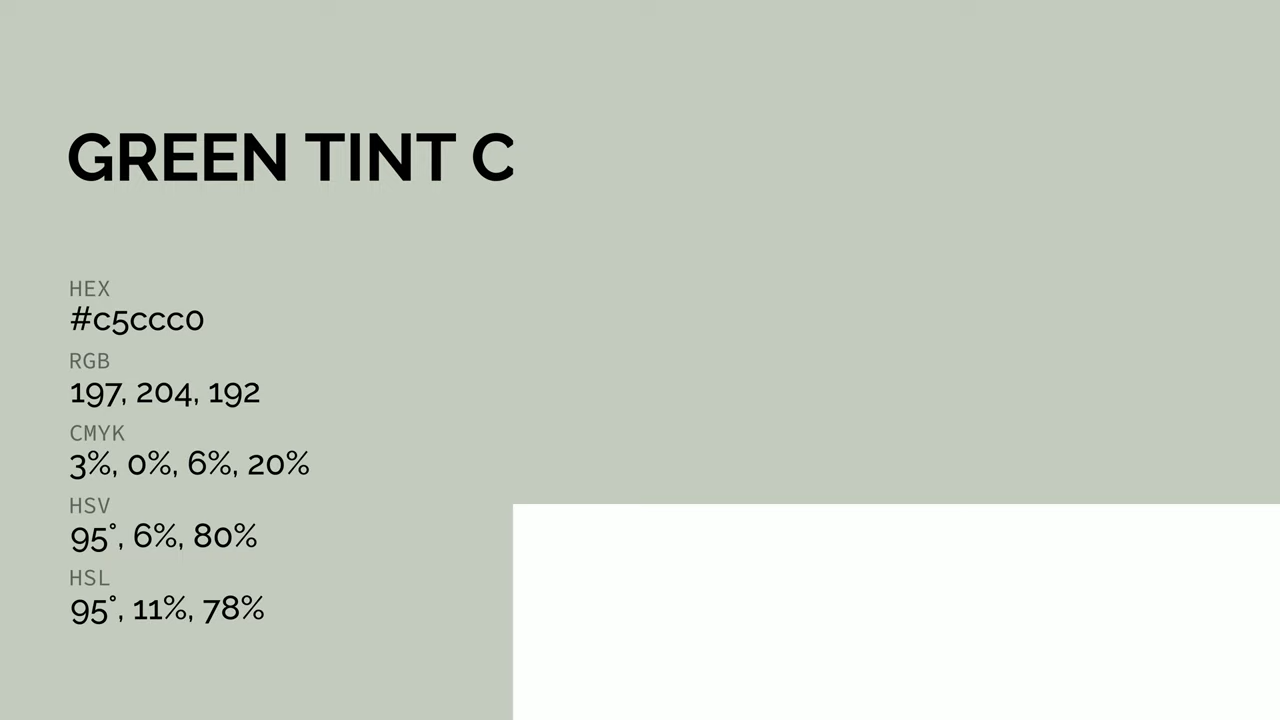 GREEN TINT C
HEX
#c5ccc0
RGB
197, 204, 192
CMYK
3%, 0%, 6%, 20%
HSV
95°, 6%, 80%
HSL
95°, 11%, 78%